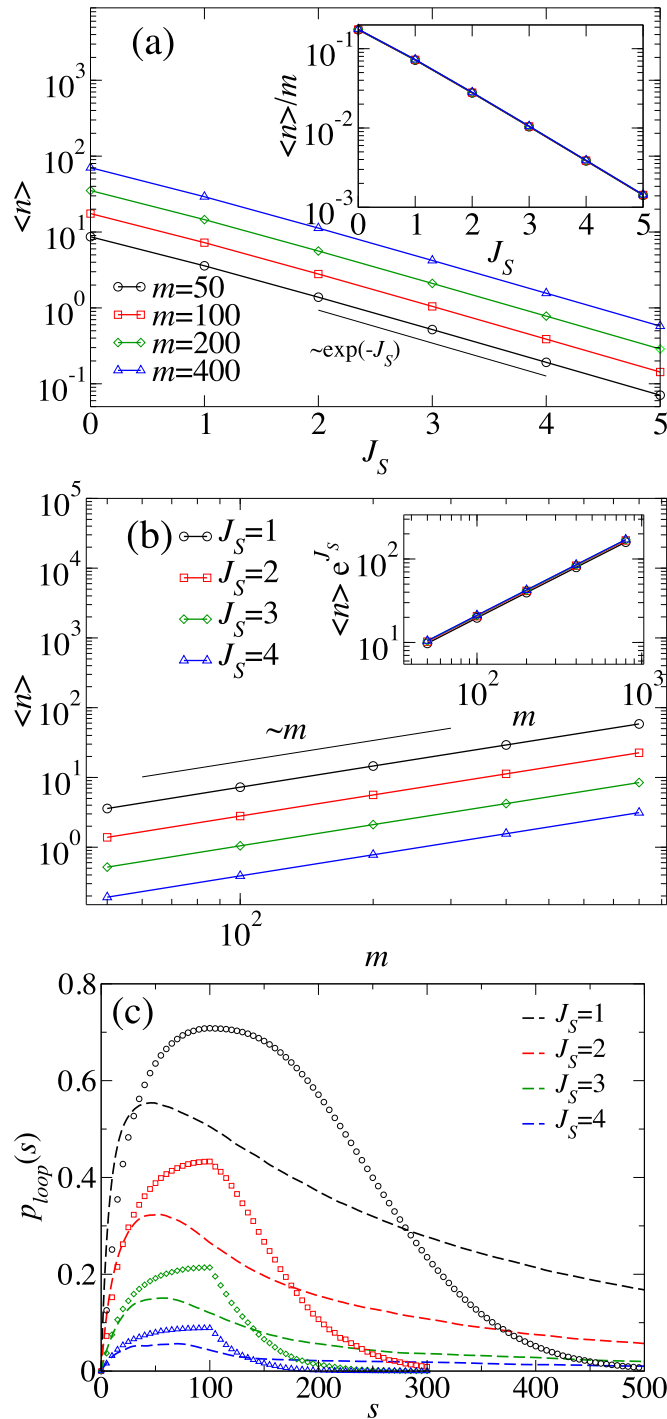 (a)
<n>
10^3
10^2
10^1
10^0
10^-1
0 1 2 3 4 5
J_S
m=50
m=100
m=200
m=400
~exp(-J_S)
<n>/m
10^-1
10^-2
10^-3
0 1 2 3 4 5
J_S
(b)
<n>
10^5
10^4
10^3
10^2
10^1
10^0
10^2
m
J_S=1
J_S=2
J_S=3
J_S=4
~m
<n> e^J_S
10^2
10^1
10^2 10^3
m
(c)
p_loop(s)
0.8
0.6
0.4
0.2
0
0 100 200 300 400 500
s
J_S=1
J_S=2
J_S=3
J_S=4